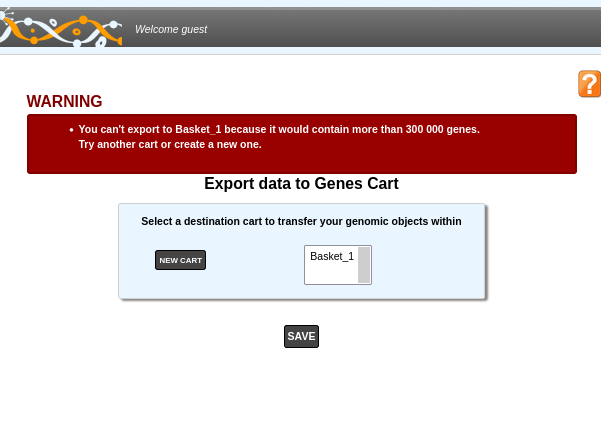 Welcome guest
?
WARNING
• You can't export to Basket_1 because it would contain more than 300 000 genes.
Try another cart or create a new one.
Export data to Genes Cart
Select a destination cart to transfer your genomic objects within
NEW CART
Basket_1
SAVE